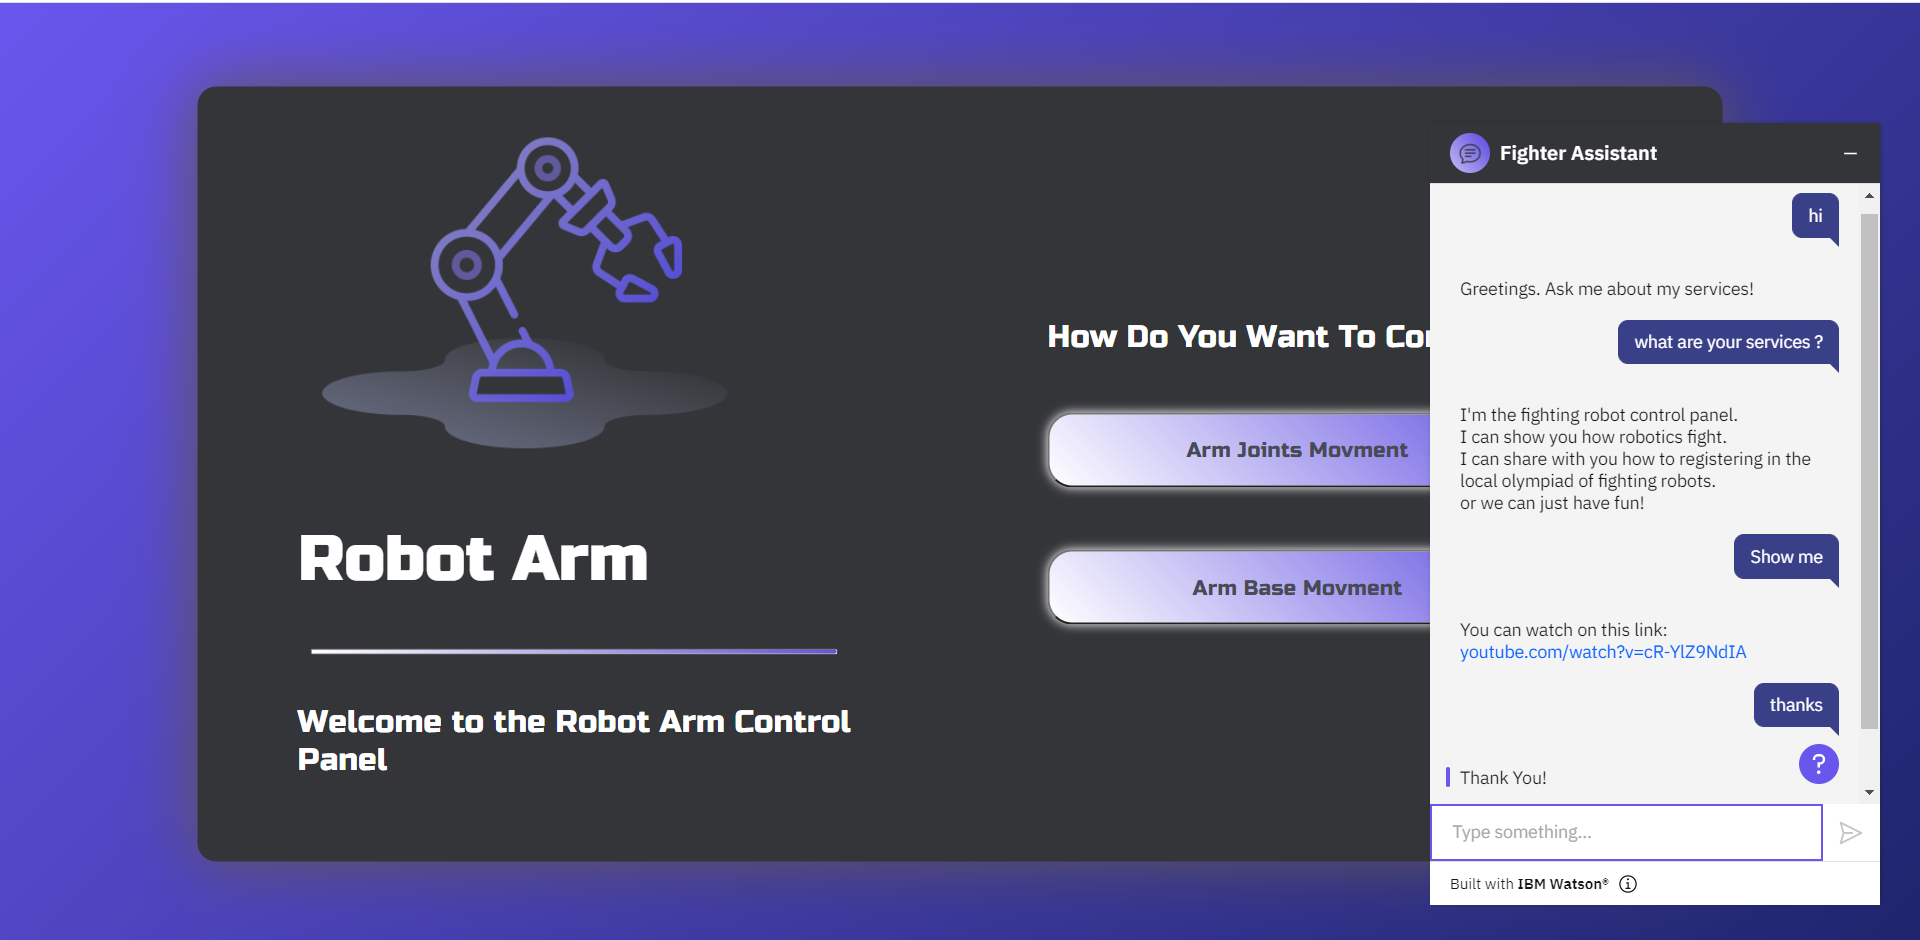 Robot Arm
Welcome to the Robot Arm Control
Panel
How Do You Want To
Arm Joints Movment
Arm Base Movment
Fighter Assistant
hi
Greetings. Ask me about my services!
what are your services ?
I'm the fighting robot control panel.
I can show you how robotics fight.
I can share with you how to registering in the
local olympiad of fighting robots.
or we can just have fun!
Show me
You can watch on this link:
youtube.com/watch?v=cR-YlZ9NdIA
thanks
?
Thank You!
Type something...
Built with IBM Watson®